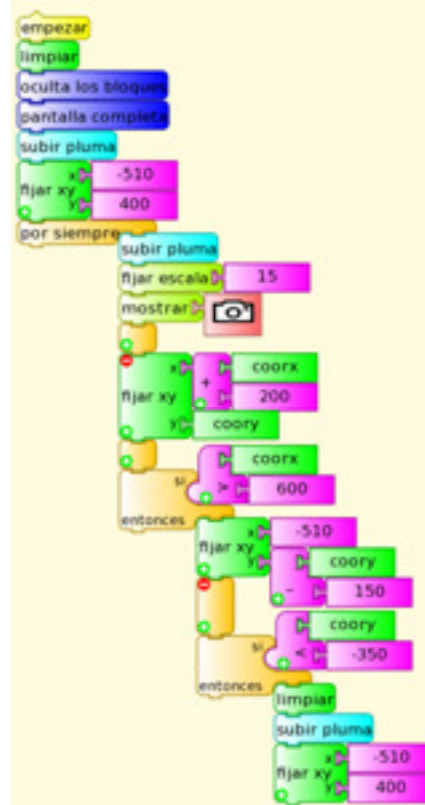 empezar
limpiar
oculta los bloques
pantalla completa
subir pluma
fijar xy x -510
y 400
por siempre
subir pluma
fijar escala 15
mostrar
fijar xy x + coorx
200
y coory
si > coorx
600
entonces
fijar xy x -510
y - coory
150
si < coory
-350
entonces
limpiar
subir pluma
fijar xy x -510
y 400